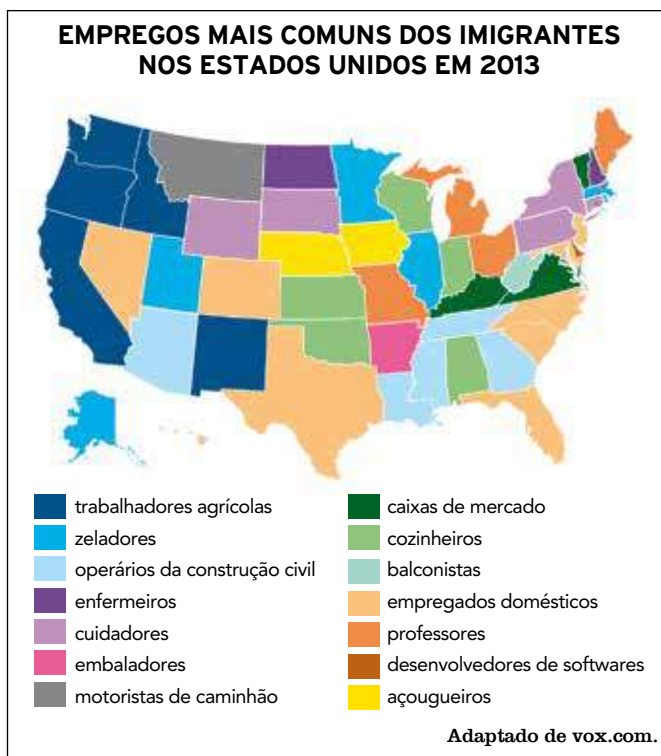 EMPREGOS MAIS COMUNS DOS IMIGRANTES
NOS ESTADOS UNIDOS EM 2013
trabalhadores agrícolas
zeladores
operários da construção civil
enfermeiros
cuidadores
embaladores
motoristas de caminhão
caixas de mercado
cozinheiros
balconistas
empregados domésticos
professores
desenvolvedores de softwares
açougueiros
Adaptado de vox.com.